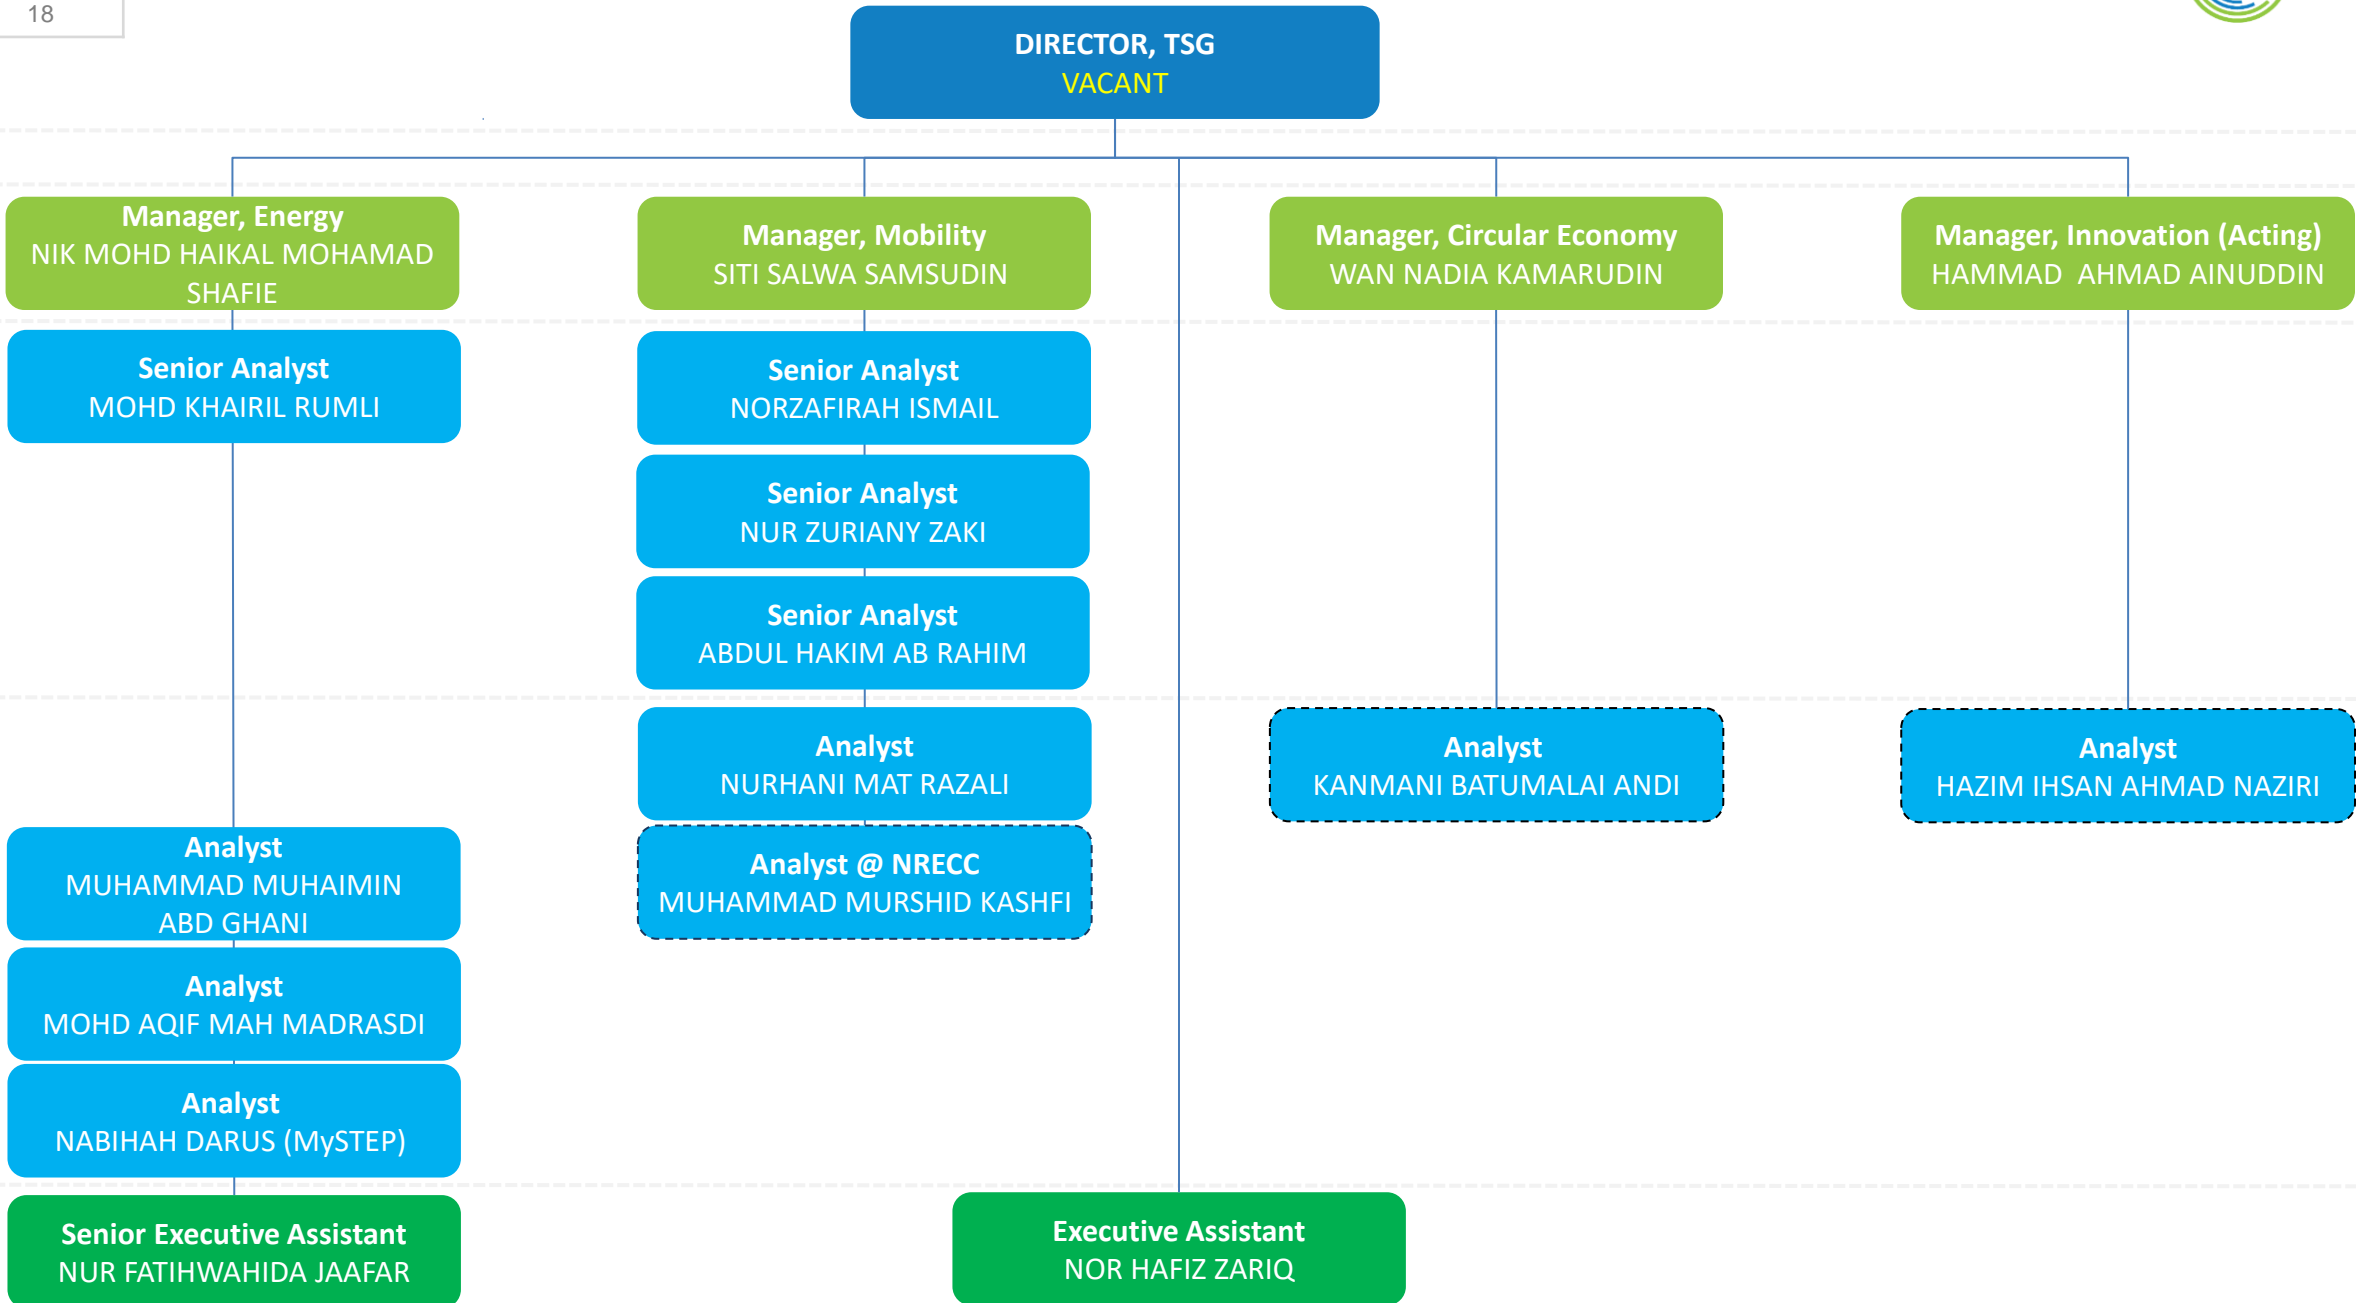 18
DIRECTOR, TSG
VACANT
Manager, Energy
NIK MOHD HAIKAL MOHAMAD
SHAFIE
Manager, Mobility
SITI SALWA SAMSUDIN
Manager, Circular Economy
WAN NADIA KAMARUDIN
Manager, Innovation (Acting)
HAMMAD  AHMAD AINUDDIN
Senior Analyst
MOHD KHAIRIL RUMLI
Senior Analyst
NORZAFIRAH ISMAIL
Senior Analyst
NUR ZURIANY ZAKI
Senior Analyst
ABDUL HAKIM AB RAHIM
Analyst
NURHANI MAT RAZALI
Analyst
KANMANI BATUMALAI ANDI
Analyst
HAZIM IHSAN AHMAD NAZIRI
Analyst
MUHAMMAD MUHAIMIN
ABD GHANI
Analyst @ NRECC
MUHAMMAD MURSHID KASHFI
Analyst
MOHD AQIF MAH MADRASDI
Analyst
NABIHAH DARUS (MySTEP)
Senior Executive Assistant
NUR FATIHWAHIDA JAAFAR
Executive Assistant
NOR HAFIZ ZARIQ